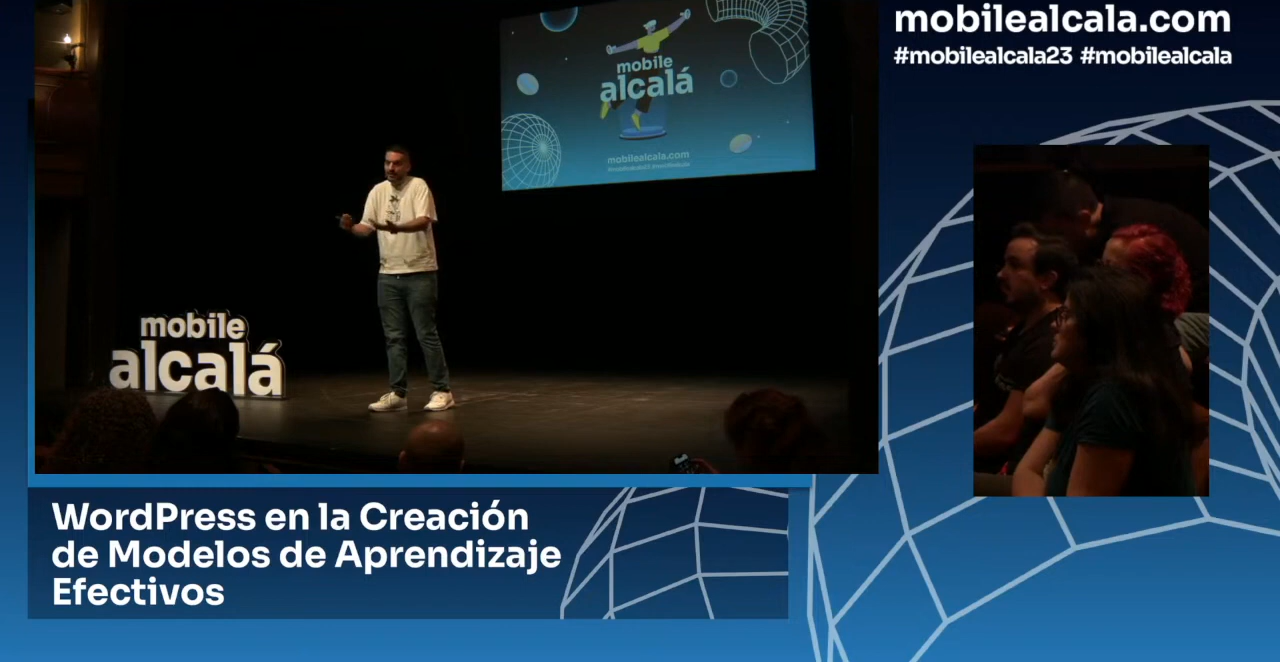 mobilealcala.com
#mobilealcala23 #mobilealcala
mobile
alcalá
mobilealcala.com
mobile
alcalá
WordPress en la Creación
de Modelos de Aprendizaje
Efectivos